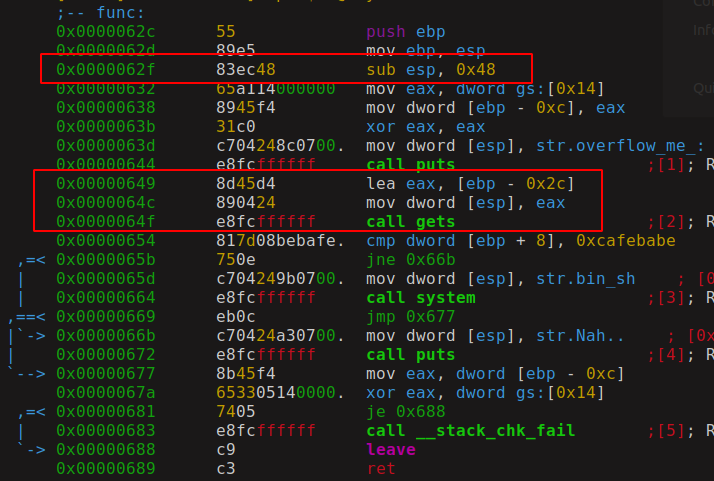 ;-- func:
0x0000062c 55 push ebp
0x0000062d 89e5 mov ebp, esp
0x0000062f 83ec48 sub esp, 0x48
0x00000632 65a114000000 mov eax, dword gs:[0x14]
0x00000638 8945f4 mov dword [ebp - 0xc], eax
0x0000063b 31c0 xor eax, eax
0x0000063d c704248c0700. mov dword [esp], str.overflow_me_:
0x00000644 e8fcffffff call puts ;[1]; R
0x00000649 8d45d4 lea eax, [ebp - 0x2c]
0x0000064c 890424 mov dword [esp], eax
0x0000064f e8fcffffff call gets ;[2]; R
0x00000654 817d08bebafe. cmp dword [ebp + 8], 0xcafebabe
,=< 0x0000065b 750e jne 0x66b
| 0x0000065d c704249b0700. mov dword [esp], str.bin_sh ; [0
| 0x00000664 e8fcffffff call system ;[3]; R
,==< 0x00000669 eb0c jmp 0x677
|`-> 0x0000066b c70424a30700. mov dword [esp], str.Nah.. ; [0x
| 0x00000672 e8fcffffff call puts ;[4]; R
`--> 0x00000677 8b45f4 mov eax, dword [ebp - 0xc]
0x0000067a 653305140000. xor eax, dword gs:[0x14]
,=< 0x00000681 7405 je 0x688
| 0x00000683 e8fcffffff call __stack_chk_fail ;[5]; R
`-> 0x00000688 c9 leave
0x00000689 c3 ret